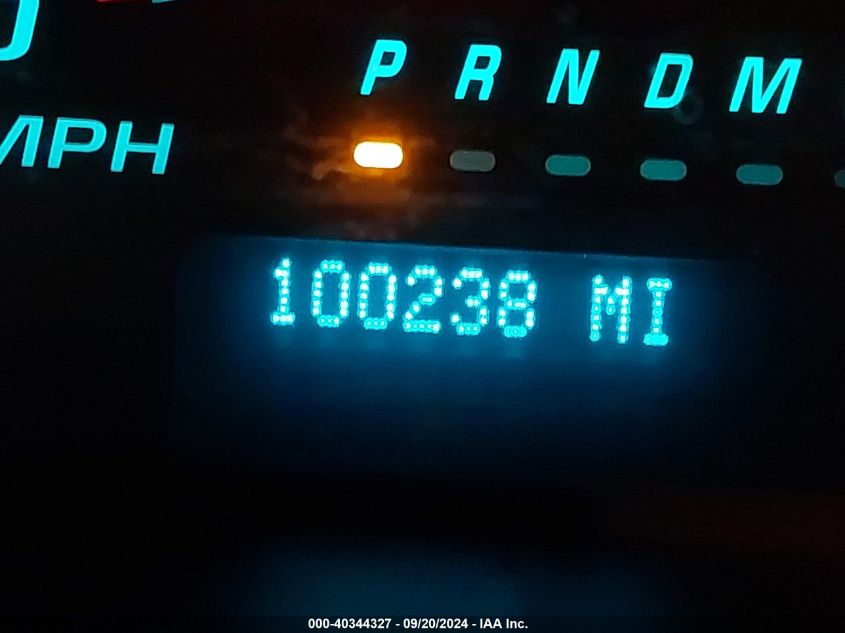 P R N D M
MPH
100238 MI
000-40344327 - 09/20/2024 - IAA Inc.